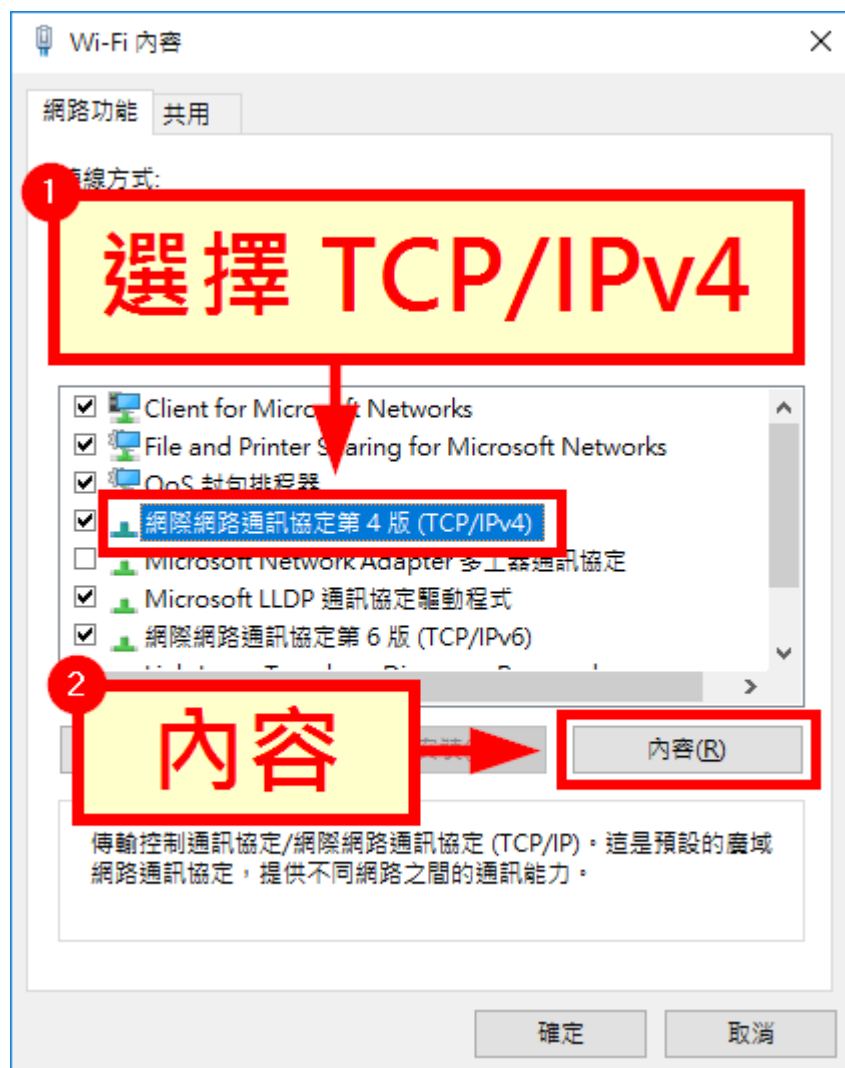 Wi-Fi 內容
網路功能 共用
線方式:
1
選擇 TCP/IPv4
Client for Microsoft Networks
File and Printer Sharing for Microsoft Networks
QoS 封包排程器
網際網路通訊協定第 4 版 (TCP/IPv4)
Microsoft Network Adapter 多工器通訊協定
Microsoft LLDP 通訊協定驅動程式
網際網路通訊協定第 6 版 (TCP/IPv6)
2
內容
內容(R)
傳輸控制通訊協定/網際網路通訊協定 (TCP/IP)。這是預設的廣域
網路通訊協定，提供不同網路之間的通訊能力。
確定 取消